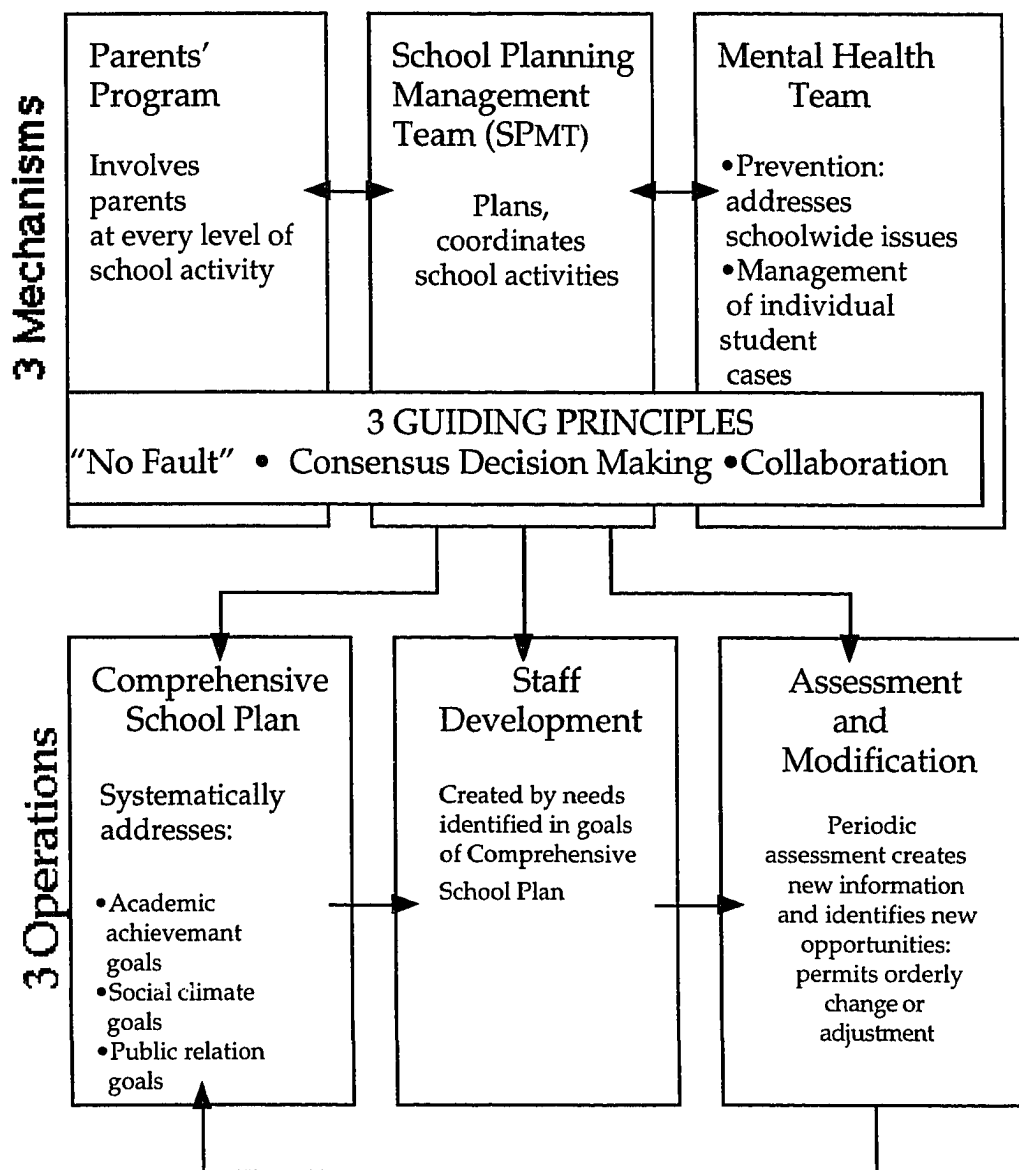 3 Mechanisms
Parents’
Program
Involves
parents
at every level of
school activity
School Planning
Management
Team (SPMT)
Plans,
coordinates
school activities
Mental Health
Team
•Prevention:
addresses
schoolwide issues
•Management
of individual
student
cases
3 GUIDING PRINCIPLES
“No Fault” • Consensus Decision Making •Collaboration
3 Operations
Comprehensive
School Plan
Systematically
addresses:
•Academic
achievemant
goals
•Social climate
goals
•Public relation
goals
Staff
Development
Created by needs
identified in goals
of Comprehensive
School Plan
Assessment
and
Modification
Periodic
assessment creates
new information
and identifies new
opportunities:
permits orderly
change or
adjustment